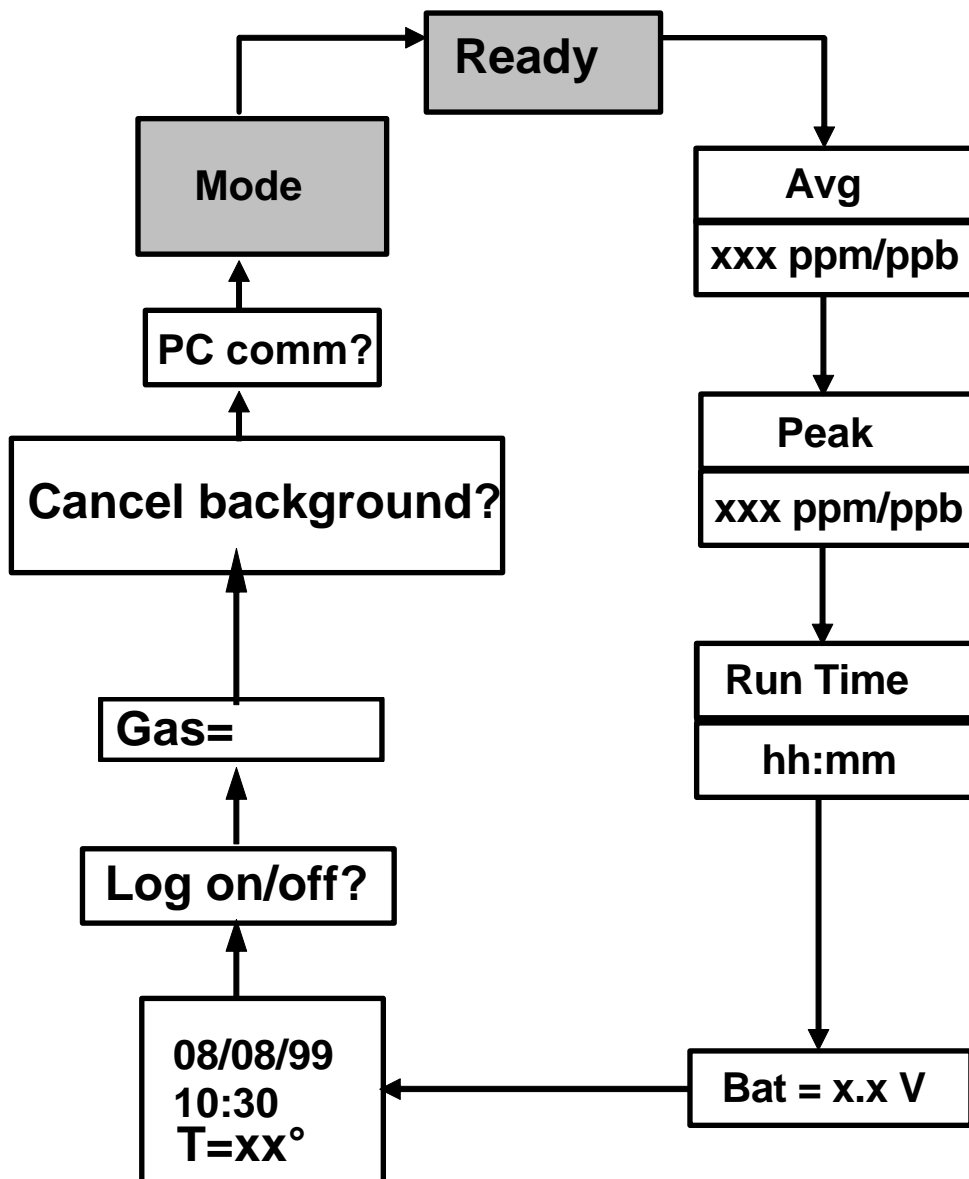 Ready
Mode
Avg
xxx ppm/ppb
PC comm?
Peak
xxx ppm/ppb
Cancel background?
Run Time
hh:mm
Gas=
Log on/off?
08/08/99
10:30
T=xx°
Bat = x.x V